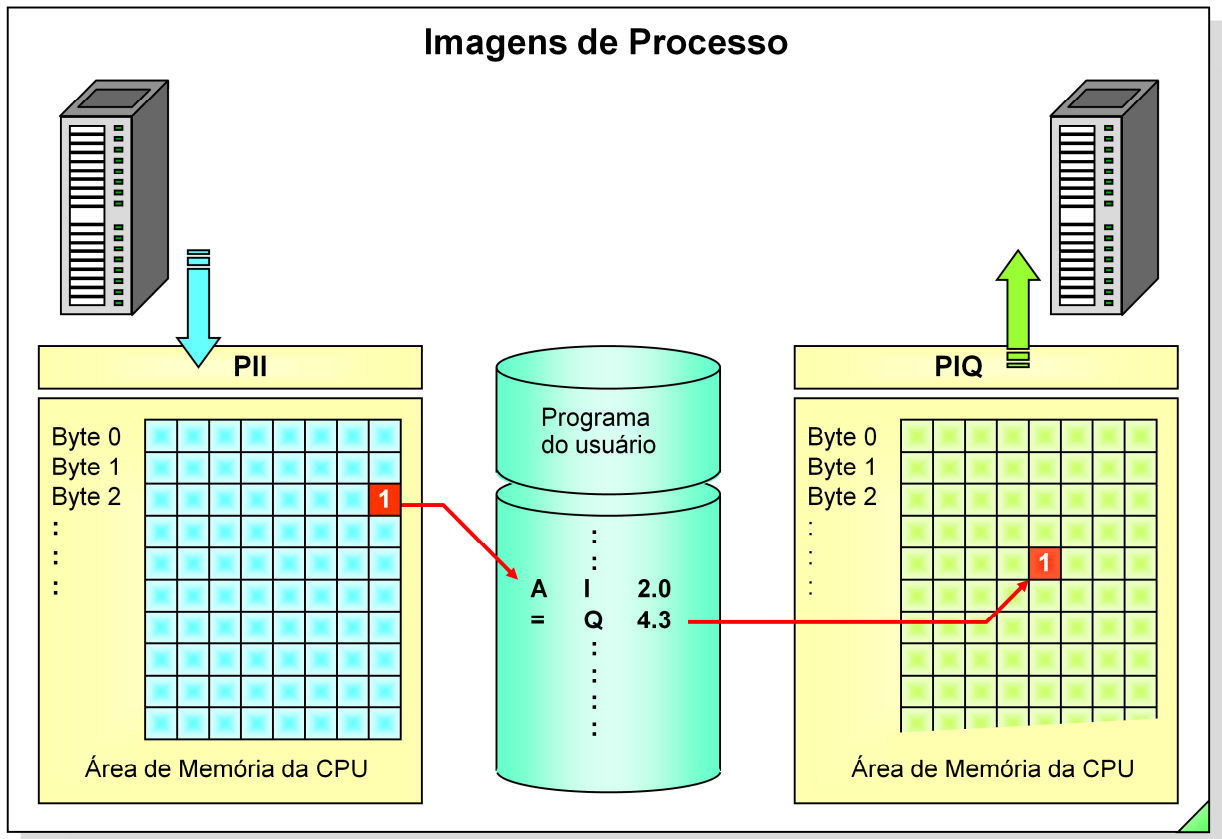 Imagens de Processo
PII
Byte 0
Byte 1
Byte 2
:
:
:
1
Área de Memória da CPU
Programa
do usuário
:
:
A I 2.0
= Q 4.3
:
:
:
:
PIQ
Byte 0
Byte 1
Byte 2
:
:
:
1
Área de Memória da CPU